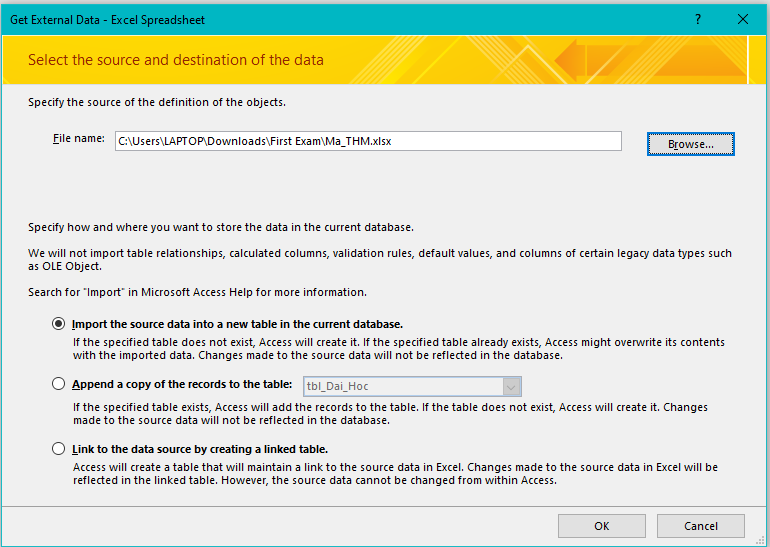 Get External Data - Excel Spreadsheet
?
Select the source and destination of the data
Specify the source of the definition of the objects.
File name: C:\Users\LAPTOP\Downloads\First Exam\Ma_THM.xlsx Browse...
Specify how and where you want to store the data in the current database.
We will not import table relationships, calculated columns, validation rules, default values, and columns of certain legacy data types such
as OLE Object.
Search for "Import" in Microsoft Access Help for more information.
Import the source data into a new table in the current database.
If the specified table does not exist, Access will create it. If the specified table already exists, Access might overwrite its contents
with the imported data. Changes made to the source data will not be reflected in the database.
Append a copy of the records to the table: tbl_Dai_Hoc
If the specified table exists, Access will add the records to the table. If the table does not exist, Access will create it. Changes
made to the source data will not be reflected in the database.
Link to the data source by creating a linked table.
Access will create a table that will maintain a link to the source data in Excel. Changes made to the source data in Excel will be
reflected in the linked table. However, the source data cannot be changed from within Access.
OK Cancel